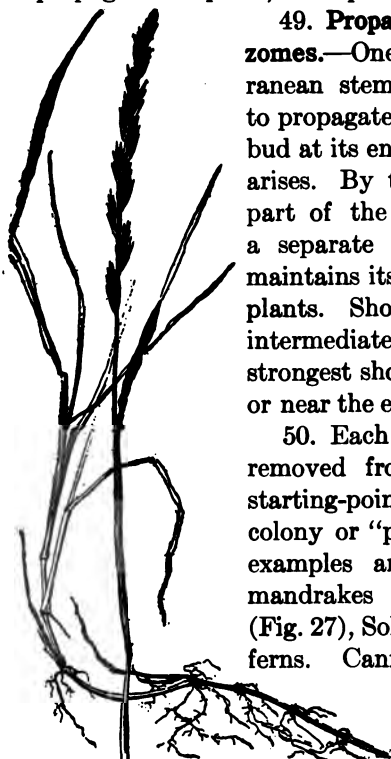 49. Propa
zomes.—One
ranean stem
to propagate
bud at its en
arises. By t
part of the
a separate
maintains its
plants. Sho
intermediate
strongest sho
or near the e
50. Each
removed fro
starting-poin
colony or “p
examples ar
mandrakes
(Fig. 27), Sol
ferns. Can